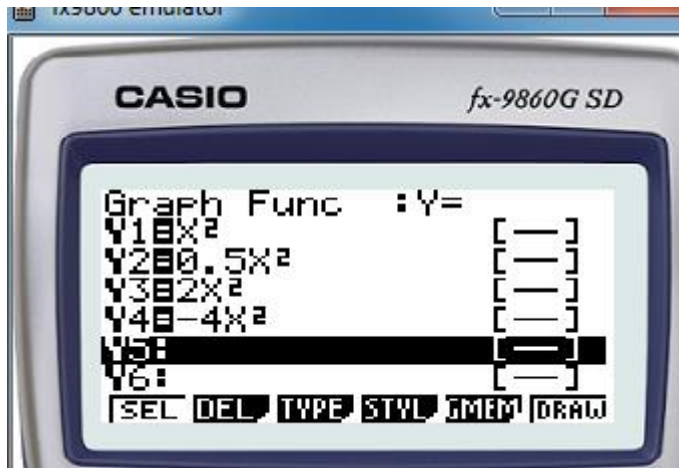 fx9860 emulator
CASIO fx-9860G SD
Graph Func :Y=
Y1=X² [—]
Y2=0.5X² [—]
Y3=2X² [—]
Y4=-4X² [—]
Y5: [—]
Y6: [—]
SEL DEL TYPE STYL GMEM DRAW